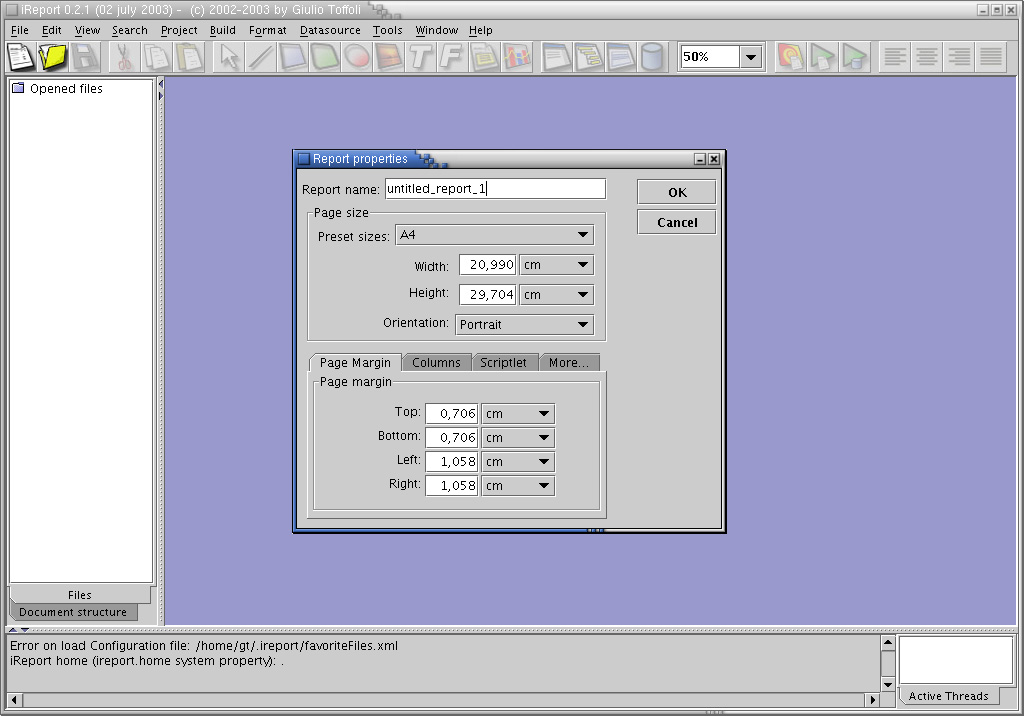 iReport 0.2.1 (02 july 2003) - (c) 2002-2003 by Giulio Toffoli
File Edit View Search Project Build Format Datasource Tools Window Help
50%
Opened files
Report properties
Report name: untitled_report_1
OK
Page size
Cancel
Preset sizes: A4
Width: 20,990 cm
Height: 29,704 cm
Orientation: Portrait
Page Margin Columns Scriptlet More...
Page margin
Top: 0,706 cm
Bottom: 0,706 cm
Left: 1,058 cm
Right: 1,058 cm
Files
Document structure
Error on load Configuration file: /home/gt/.ireport/favoriteFiles.xml
iReport home (ireport.home system property): .
Active Threads